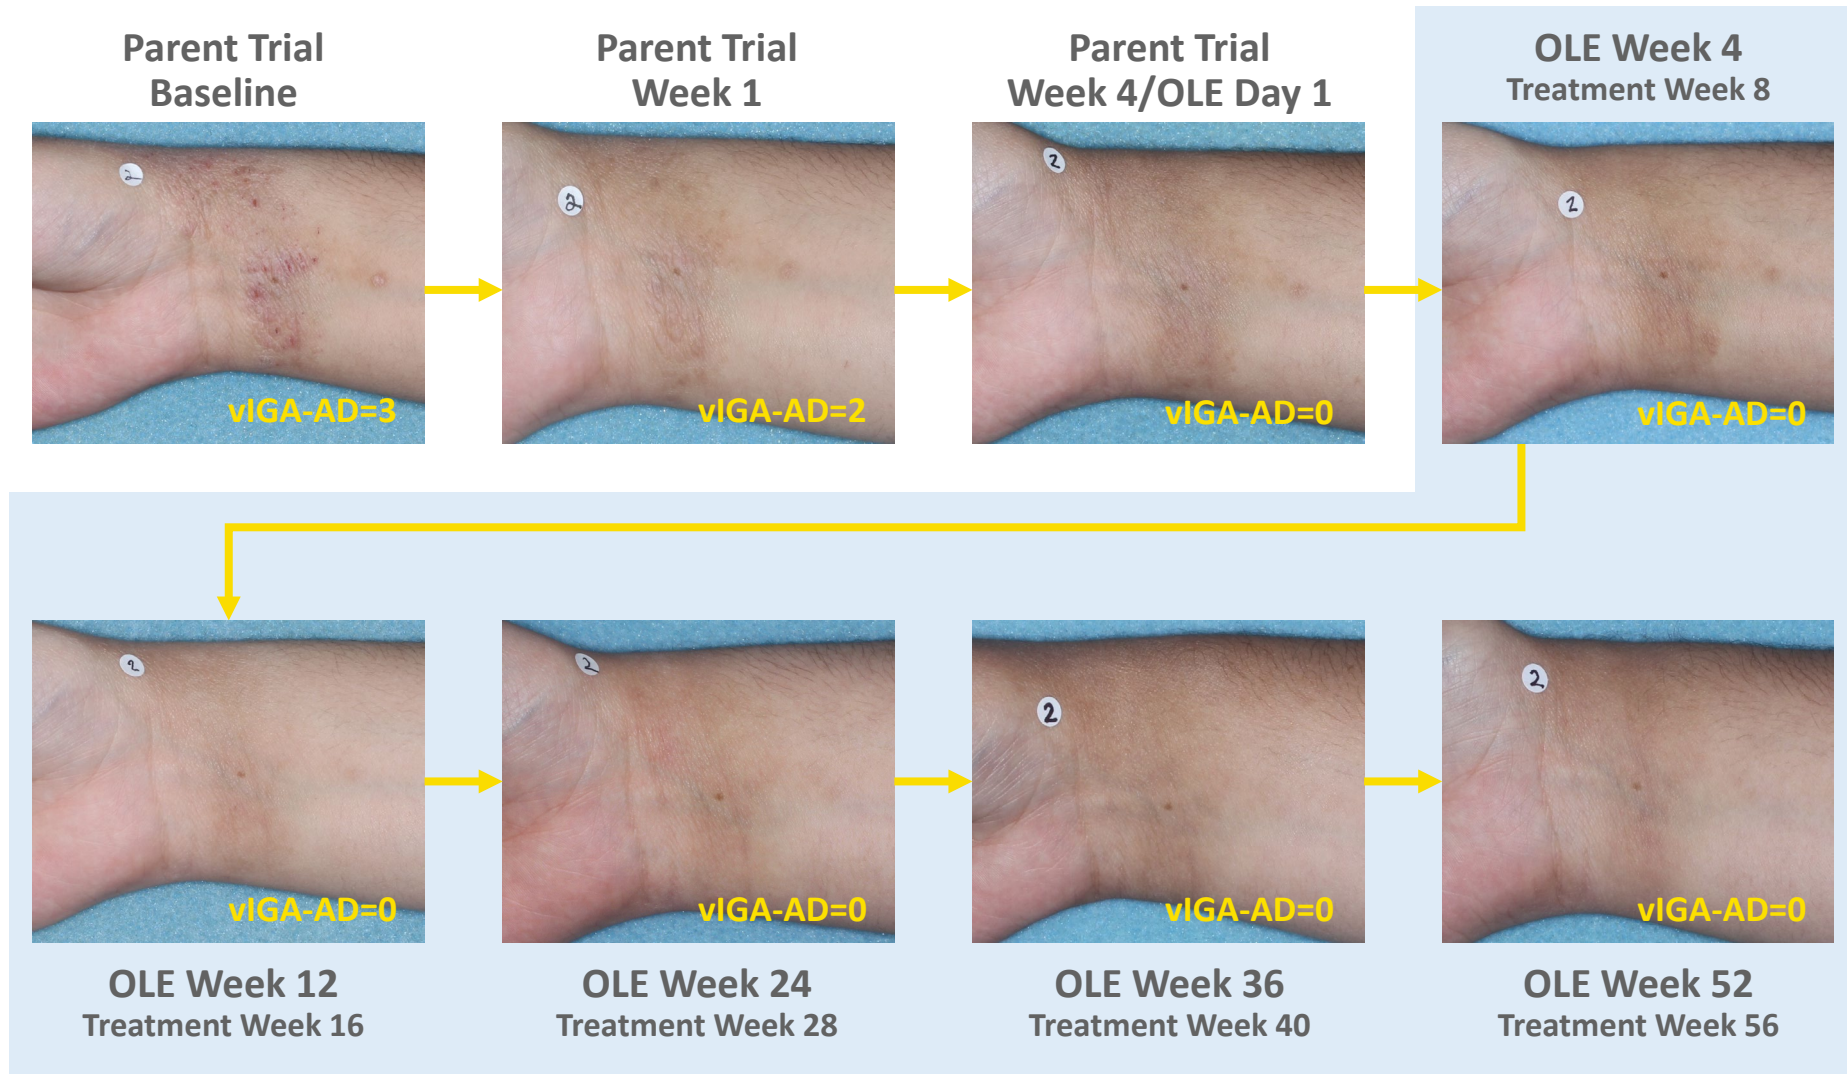 Parent Trial
Baseline
Parent Trial
Week 1
Parent Trial
Week 4/OLE Day 1
OLE Week 4
Treatment Week 8
2
2
2
2
vIGA-AD=3
vIGA-AD=2
vIGA-AD=0
vIGA-AD=0
2
2
2
2
vIGA-AD=0
vIGA-AD=0
vIGA-AD=0
vIGA-AD=0
OLE Week 12
Treatment Week 16
OLE Week 24
Treatment Week 28
OLE Week 36
Treatment Week 40
OLE Week 52
Treatment Week 56